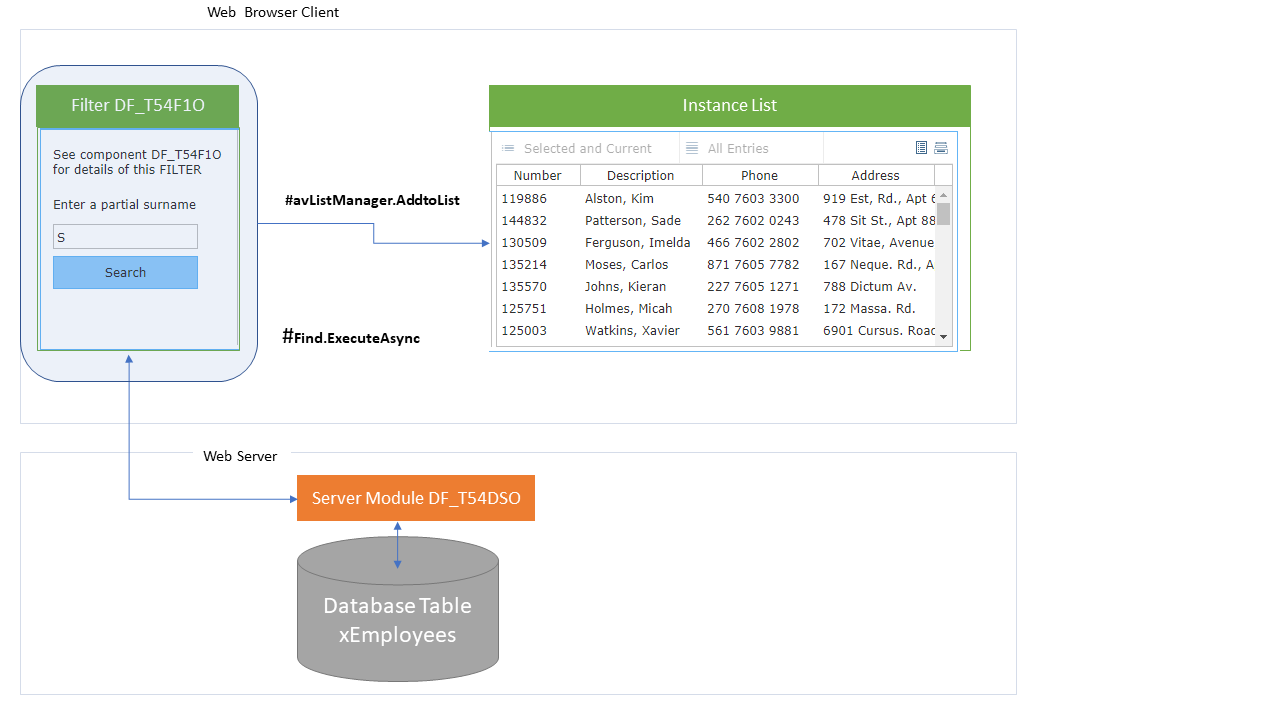 Web Browser Client
Filter DF_T54F1O
See component DF_T54F1O
for details of this FILTER
Enter a partial surname
S
Search
#avListManager.AddtoList
#Find.ExecuteAsync
Instance List
Selected and Current All Entries
Number Description Phone Address
119886 Alston, Kim 540 7603 3300 919 Est, Rd., Apt 6
144832 Patterson, Sade 262 7602 0243 478 Sit St., Apt 88
130509 Ferguson, Imelda 466 7602 2802 702 Vitae, Avenue
135214 Moses, Carlos 871 7605 7782 167 Neque. Rd., A
135570 Johns, Kieran 227 7605 1271 788 Dictum Av.
125751 Holmes, Micah 270 7608 1978 172 Massa. Rd.
125003 Watkins, Xavier 561 7603 9881 6901 Cursus. Road
Web Server
Server Module DF_T54DSO
Database Table
xEmployees